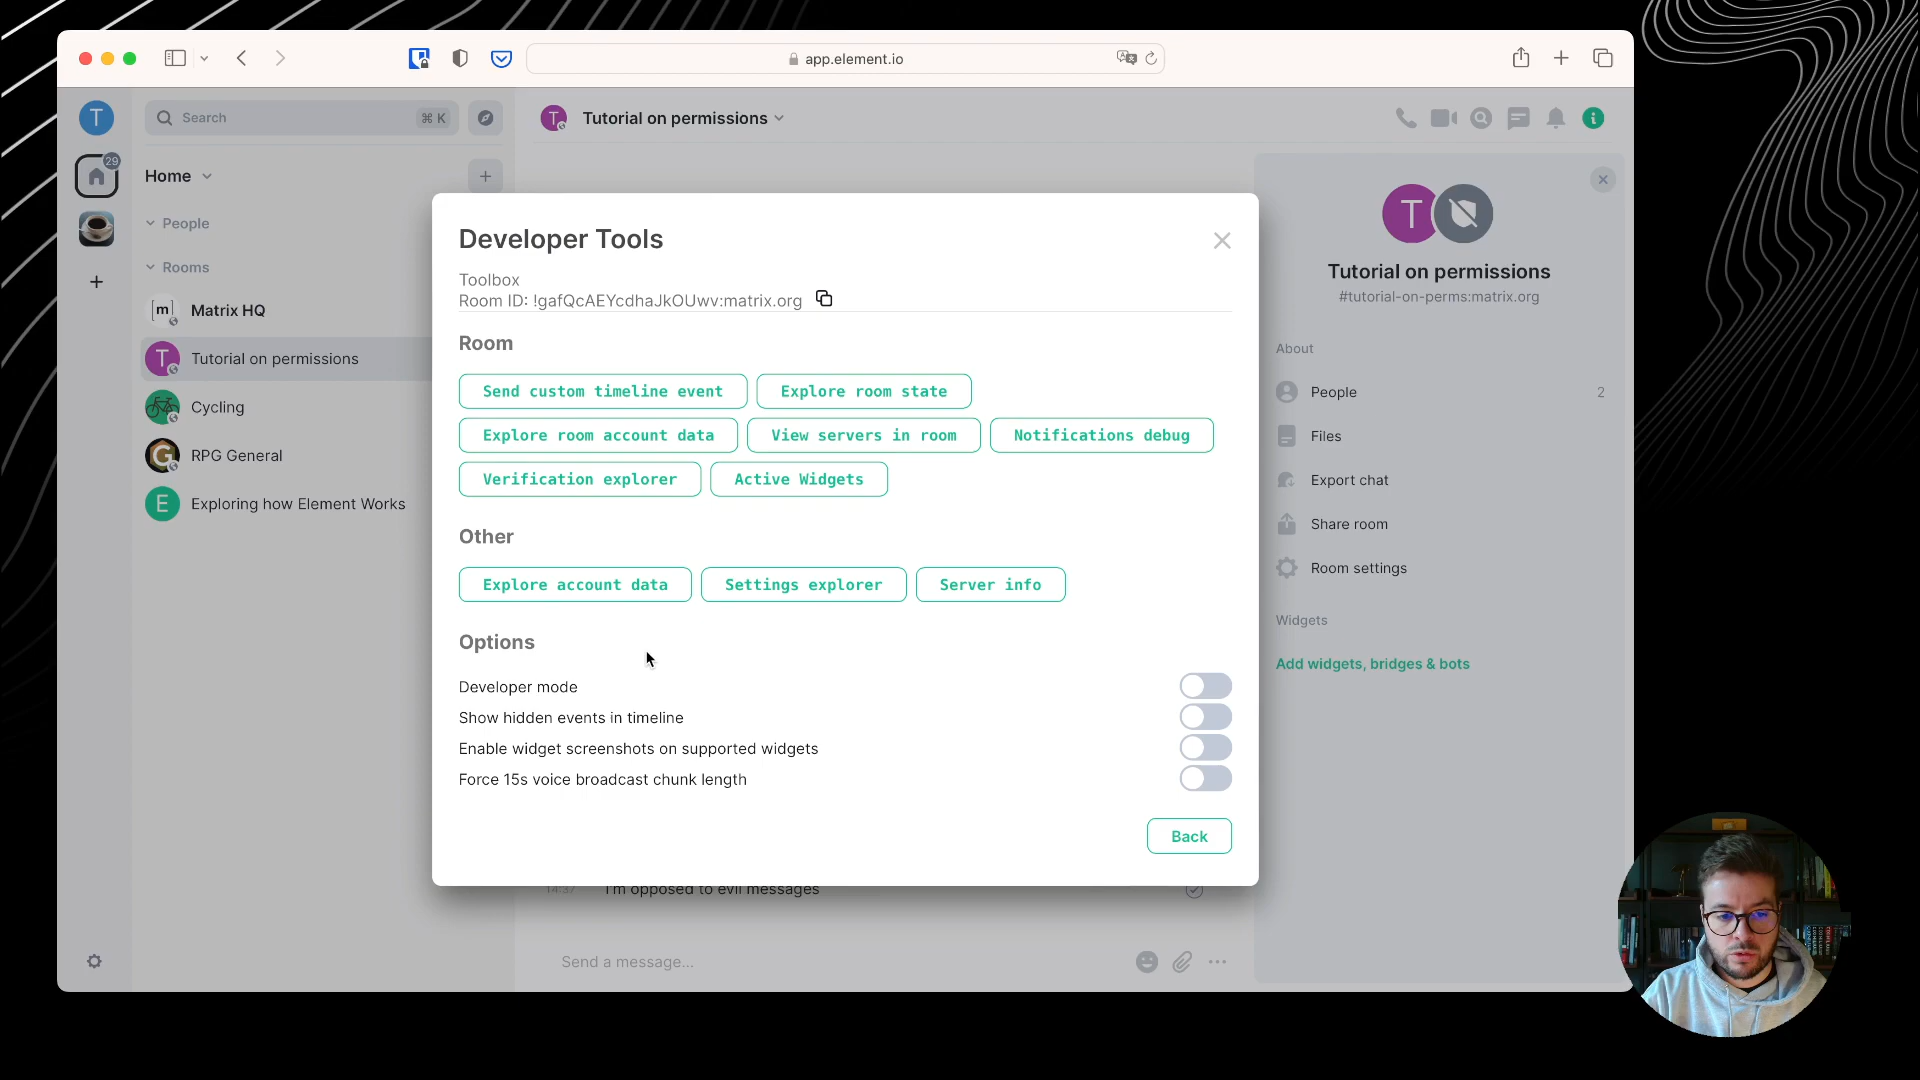 app.element.io
T
Search
⌘ K
T
Tutorial on permissions
29
Home
People
Rooms
[m]
Matrix HQ
T
Tutorial on permissions
Cycling
G
RPG General
E
Exploring how Element Works
Developer Tools
Toolbox
Room ID: !gafQcAEYcdhaJkOUwv:matrix.org
Room
Send custom timeline event
Explore room state
Explore room account data
View servers in room
Notifications debug
Verification explorer
Active Widgets
Other
Explore account data
Settings explorer
Server info
Options
Developer mode
Show hidden events in timeline
Enable widget screenshots on supported widgets
Force 15s voice broadcast chunk length
Back
14:37
I'm opposed to evil messages
Send a message...
T
Tutorial on permissions
#tutorial-on-perms:matrix.org
About
People
2
Files
Export chat
Share room
Room settings
Widgets
Add widgets, bridges & bots